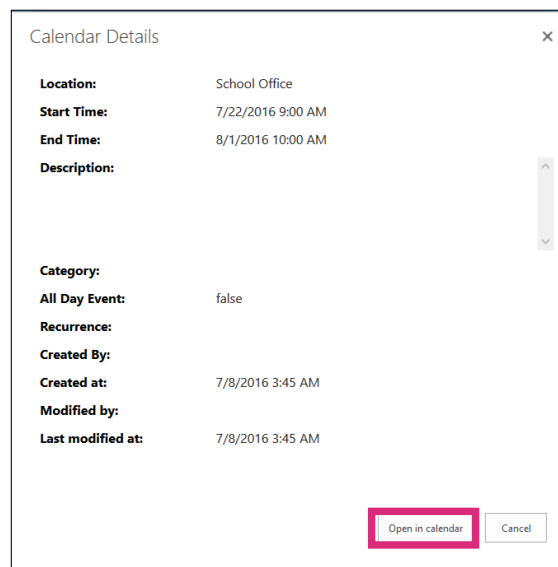 Calendar Details
Location: School Office
Start Time: 7/22/2016 9:00 AM
End Time: 8/1/2016 10:00 AM
Description:
Category:
All Day Event: false
Recurrence:
Created By:
Created at: 7/8/2016 3:45 AM
Modified by:
Last modified at: 7/8/2016 3:45 AM
Open in calendar Cancel